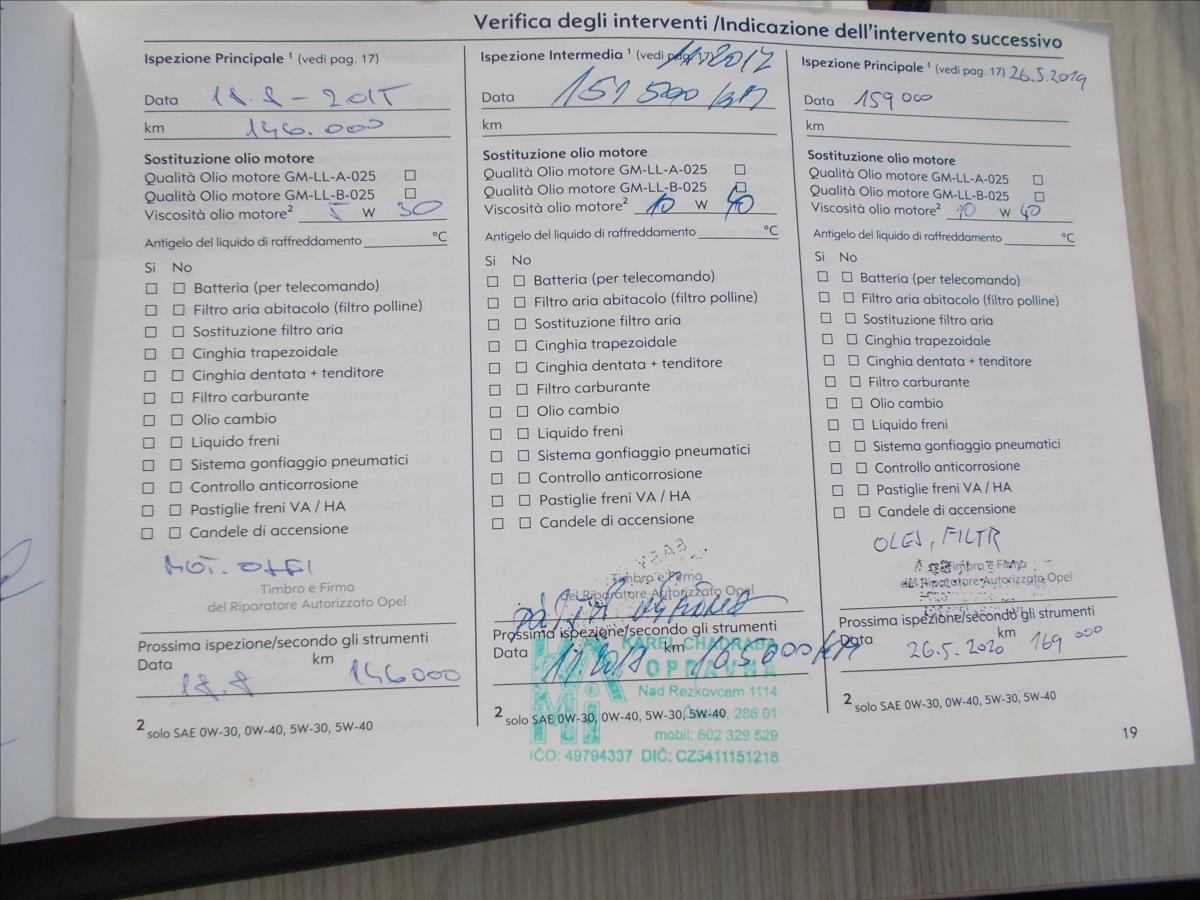 Verifica degli interventi /Indicazione dell'intervento successivo
Ispezione Principale ¹ (vedi pag. 17)
Data 18.8 - 2015
km 146.000
Sostituzione olio motore
Qualità Olio motore GM-LL-A-025 ☐
Qualità Olio motore GM-LL-B-025 ☐
Viscosità olio motore² 5 W 30
Antigelo del liquido di raffreddamento °C
Si No
☐ ☐ Batteria (per telecomando)
☐ ☐ Filtro aria abitacolo (filtro polline)
☐ ☐ Sostituzione filtro aria
☐ ☐ Cinghia trapezoidale
☐ ☐ Cinghia dentata + tenditore
☐ ☐ Filtro carburante
☐ ☐ Olio cambio
☐ ☐ Liquido freni
☐ ☐ Sistema gonfiaggio pneumatici
☐ ☐ Controllo anticorrosione
☐ ☐ Pastiglie freni VA / HA
☐ ☐ Candele di accensione
Timbro e Firma
del Riparatore Autorizzato Opel
Prossima ispezione/secondo gli strumenti
Data km
18.8 146000
² solo SAE 0W-30, 0W-40, 5W-30, 5W-40
Ispezione Intermedia ¹ (vedi pag. 17) 11.2017
Data 151 500 km
km
Sostituzione olio motore
Qualità Olio motore GM-LL-A-025 ☐
Qualità Olio motore GM-LL-B-025 ☐
Viscosità olio motore² 10 W 40
Antigelo del liquido di raffreddamento °C
Si No
☐ ☐ Batteria (per telecomando)
☐ ☐ Filtro aria abitacolo (filtro polline)
☐ ☐ Sostituzione filtro aria
☐ ☐ Cinghia trapezoidale
☐ ☐ Cinghia dentata + tenditore
☐ ☐ Filtro carburante
☐ ☐ Olio cambio
☐ ☐ Liquido freni
☐ ☐ Sistema gonfiaggio pneumatici
☐ ☐ Controllo anticorrosione
☐ ☐ Pastiglie freni VA / HA
☐ ☐ Candele di accensione
Timbro e Firma
del Riparatore Autorizzato Opel
Prossima ispezione/secondo gli strumenti
Data km
KAREL
OPRAVNA
Nad Rezkovcem 1114
286 01
mobil: 602 329 529
IČO: 49794337 DIČ: CZ5411151218
² solo SAE 0W-30, 0W-40, 5W-30, 5W-40
Ispezione Principale ¹ (vedi pag. 17) 26.5.2019
Data 159 000
km
Sostituzione olio motore
Qualità Olio motore GM-LL-A-025 ☐
Qualità Olio motore GM-LL-B-025 ☐
Viscosità olio motore² 10 W 40
Antigelo del liquido di raffreddamento °C
Si No
☐ ☐ Batteria (per telecomando)
☐ ☐ Filtro aria abitacolo (filtro polline)
☐ ☐ Sostituzione filtro aria
☐ ☐ Cinghia trapezoidale
☐ ☐ Cinghia dentata + tenditore
☐ ☐ Filtro carburante
☐ ☐ Olio cambio
☐ ☐ Liquido freni
☐ ☐ Sistema gonfiaggio pneumatici
☐ ☐ Controllo anticorrosione
☐ ☐ Pastiglie freni VA / HA
☐ ☐ Candele di accensione
OLEJ, FILTR
Timbro e Firma
del Riparatore Autorizzato Opel
Prossima ispezione/secondo gli strumenti
Data 26.5.2020 km 169 000
² solo SAE 0W-30, 0W-40, 5W-30, 5W-40
19